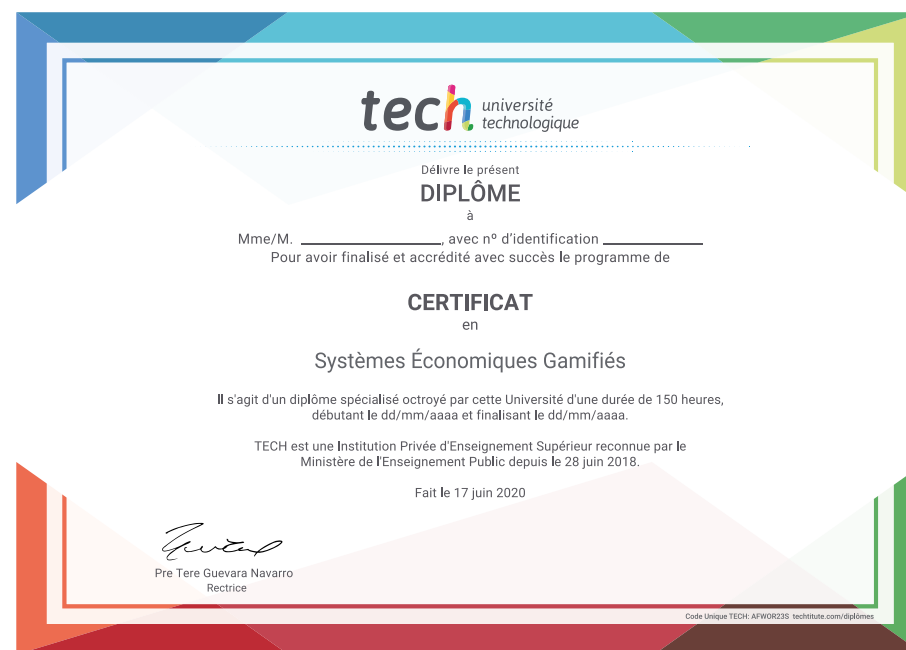 tech université
technologique
Délivre le présent
DIPLÔME
à
Mme/M. ____________________, avec nº d'identification ______________
Pour avoir finalisé et accrédité avec succès le programme de
CERTIFICAT
en
Systèmes Économiques Gamifiés
Il s'agit d'un diplôme spécialisé octroyé par cette Université d'une durée de 150 heures,
débutant le dd/mm/aaaa et finalisant le dd/mm/aaaa.
TECH est une Institution Privée d'Enseignement Supérieur reconnue par le
Ministère de l'Enseignement Public depuis le 28 juin 2018.
Fait le 17 juin 2020
Pre Tere Guevara Navarro
Rectrice
Code Unique TECH: AFWOR23S techtitute.com/diplômes